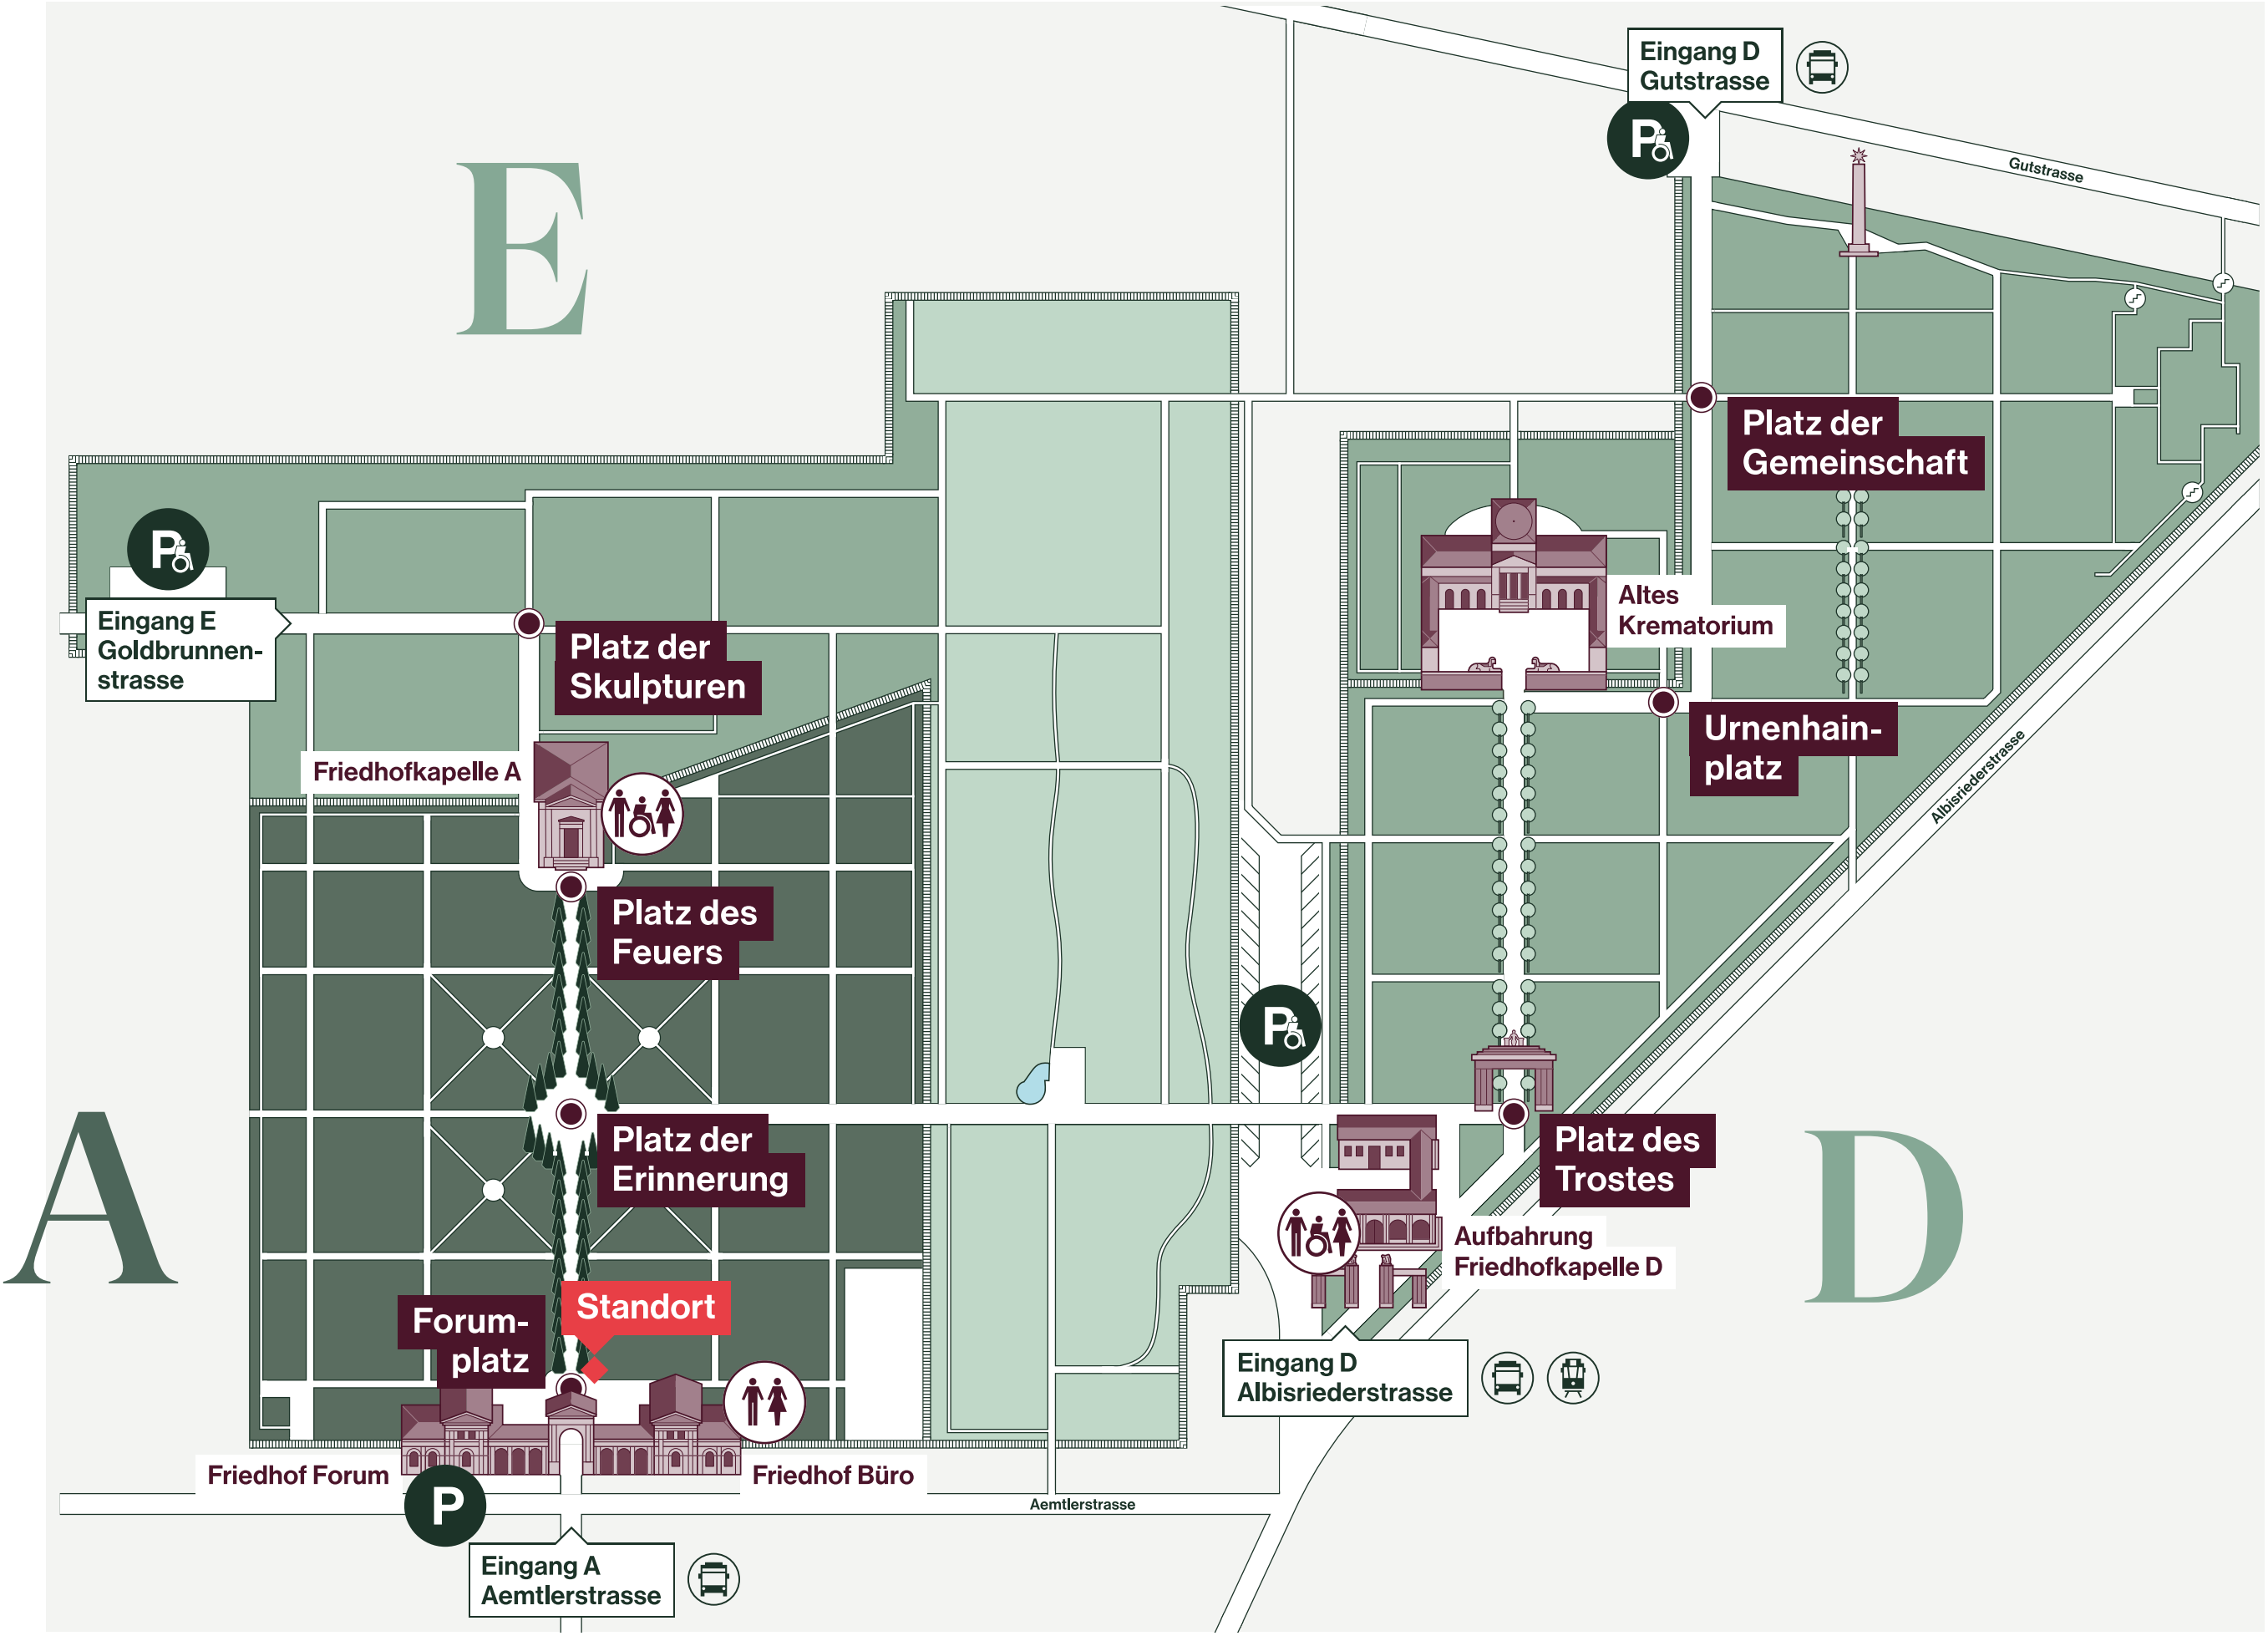 Eingang D
Gutstrasse
P
Gutstrasse
E
Platz der
Gemeinschaft
P
Eingang E
Goldbrunnen-
strasse
Platz der
Skulpturen
Altes
Krematorium
Urnenhain-
platz
Friedhofkapelle A
Albisriederstrasse
Platz des
Feuers
P
A
Platz der
Erinnerung
Platz des
Trostes
D
Aufbahrung
Friedhofkapelle D
Forum-
platz
Standort
Eingang D
Albisriederstrasse
Friedhof Forum
Friedhof Büro
P
Aemtlerstrasse
Eingang A
Aemtlerstrasse